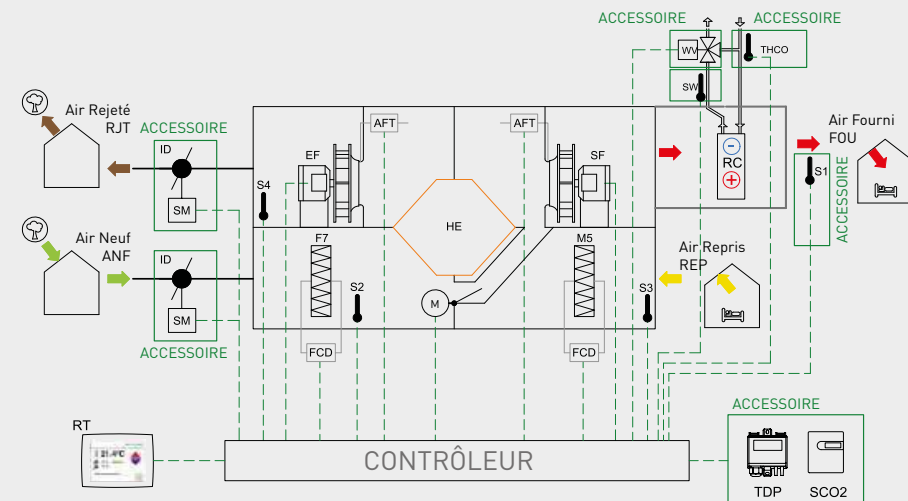 ACCESSOIRE
ACCESSOIRE
WV
THCO
SW
Air Rejeté
RJT
ACCESSOIRE
ID
SM
AFT
AFT
EF
SF
RC
Air Fourni
FOU
S1
ACCESSOIRE
S4
HE
F7
M5
Air Neuf
ANF
ID
SM
ACCESSOIRE
S2
M
S3
Air Repris
REP
FCD
FCD
ACCESSOIRE
RT
21.4°C
CONTRÔLEUR
TDP
SCO2